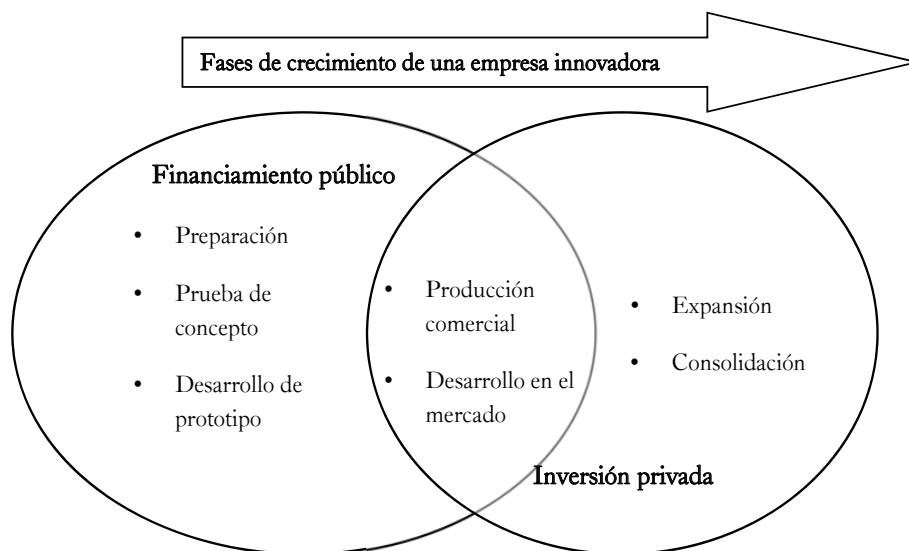 Fases de crecimiento de una empresa innovadora
Financiamiento público
• Preparación
• Prueba de
concepto
• Desarrollo de
prototipo
• Producción
comercial
• Desarrollo en el
mercado
• Expansión
• Consolidación
Inversión privada